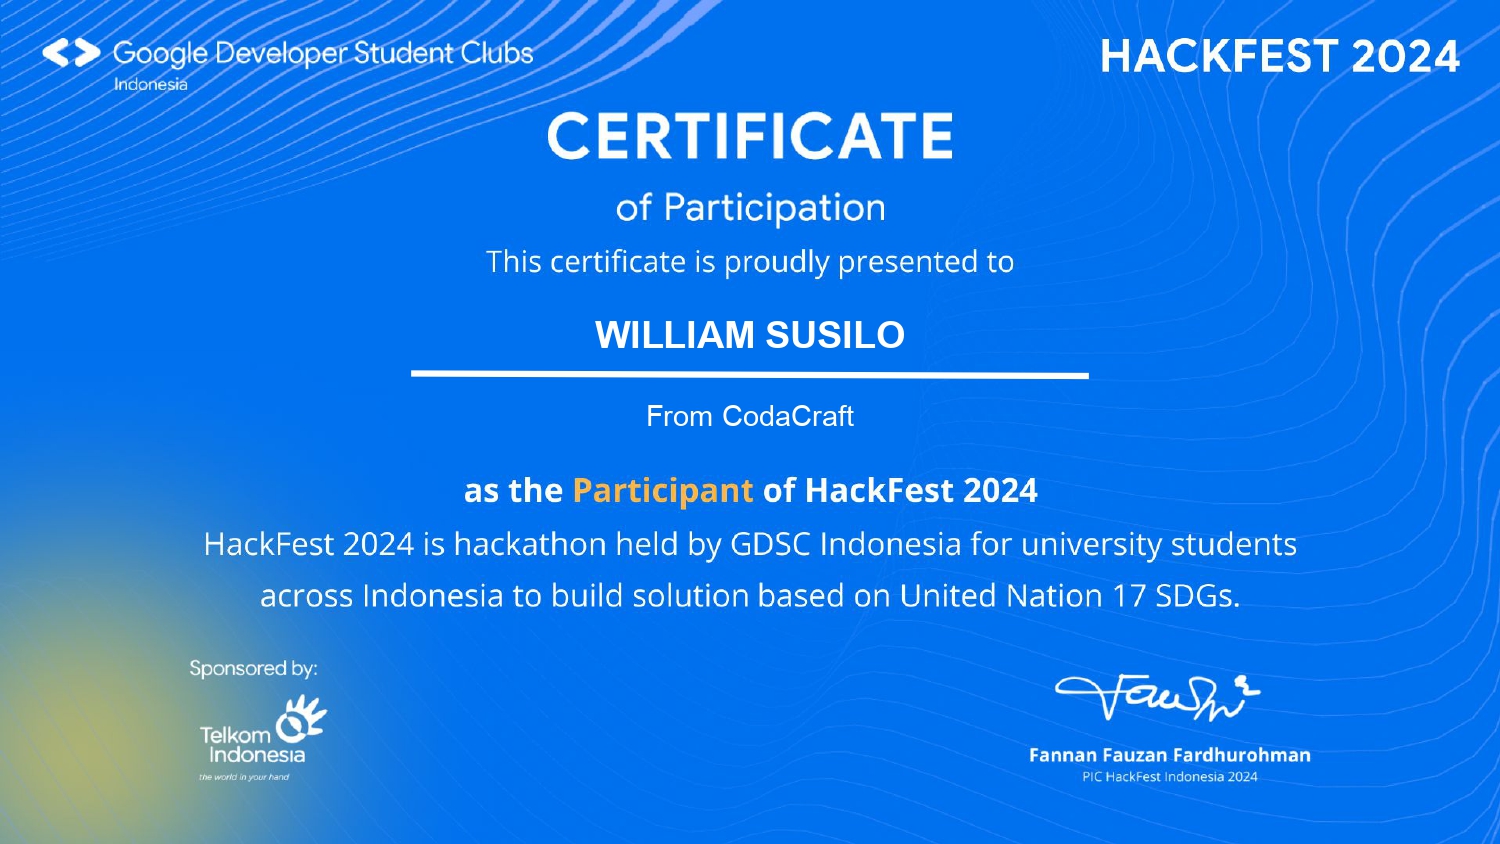 Google Developer Student Clubs
Indonesia
HACKFEST 2024
CERTIFICATE
of Participation
This certificate is proudly presented to
WILLIAM SUSILO
From CodaCraft
as the Participant of HackFest 2024
HackFest 2024 is hackathon held by GDSC Indonesia for university students
across Indonesia to build solution based on United Nation 17 SDGs.
Sponsored by:
Telkom
Indonesia
the world in your hand
Fannan Fauzan Fardhurohman
PIC HackFest Indonesia 2024